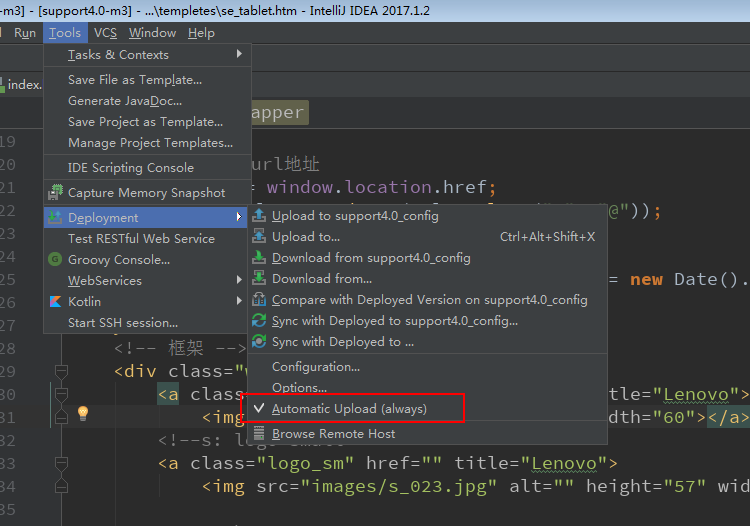 -m3] - [support4.0-m3] - ...\templetes\se_tablet.htm - IntelliJ IDEA 2017.1.2
Run Tools VCS Window Help
Tasks & Contexts
index.
Save File as Template...
Generate JavaDoc...
apper
Save Project as Template...
Manage Project Templates...
19
IDE Scripting Console
20 url地址
21 = window.location.href;
Capture Memory Snapshot
22 @"));
Deployment
Upload to support4.0_config
23
Test RESTful Web Service
Upload to... Ctrl+Alt+Shift+X
24
Groovy Console...
Download from support4.0_config
25 = new Date().
WebServices
Download from...
26
Kotlin
Compare with Deployed Version on support4.0_config
27
Start SSH session...
Sync with Deployed to support4.0_config...
28 <!-- 框架 -->
Sync with Deployed to ...
29 <div class="w
Configuration...
30 <a clas title="Lenovo">
Options...
31 <img dth="60"></a>
Automatic Upload (always)
32 <!--s: log
Browse Remote Host
33 <a class="logo_sm" href="" title="Lenovo">
34 <img src="images/s_023.jpg" alt="" height="57" wid
35